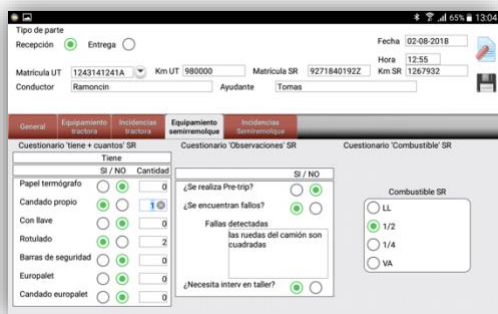 65% 13:04
Tipo de parte
Recepción Entrega
Fecha 02-08-2018
Hora 12:55
Matrícula UT 1243141241A Km UT 980000 Matrícula SR 9271840192Z Km SR 1267932
Conductor Ramoncin Ayudante Tomas
General
Equipamiento tractora
Incidencias tractora
Equipamiento semirremolque
Incidencias Semirremolque
Cuestionario 'tiene + cuantos' SR
Tiene
SI / NO Cantidad
Papel termógrafo 0
Candado propio 1
Con llave 0
Rotulado 2
Barras de seguridad 0
Europalet 0
Candado europalet 0
Cuestionario 'Observaciones' SR
SI / NO
¿Se realiza Pre-trip?
¿Se encuentran fallos?
Fallas detectadas
las ruedas del camión son
cuadradas
¿Necesita interv en taller?
Cuestionario 'Combustible' SR
Combustible SR
LL
1/2
1/4
VA